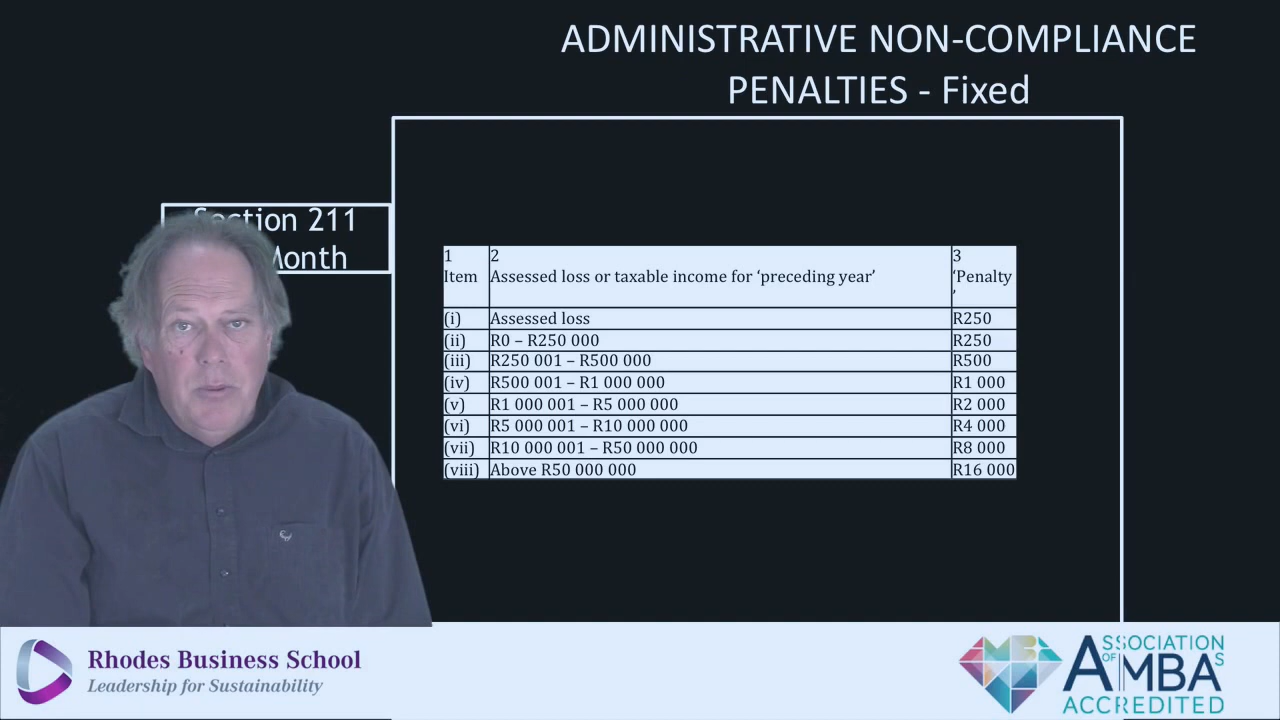 ADMINISTRATIVE NON-COMPLIANCE
PENALTIES - Fixed
Section 211
Month
1 2 3
Item Assessed loss or taxable income for ‘preceding year’ ‘Penalty
’
(i) Assessed loss R250
(ii) R0 – R250 000 R250
(iii) R250 001 – R500 000 R500
(iv) R500 001 – R1 000 000 R1 000
(v) R1 000 001 – R5 000 000 R2 000
(vi) R5 000 001 – R10 000 000 R4 000
(vii) R10 000 001 – R50 000 000 R8 000
(viii) Above R50 000 000 R16 000
Rhodes Business School
Leadership for Sustainability
ASSOCIATION
OF MBAS
ACCREDITED